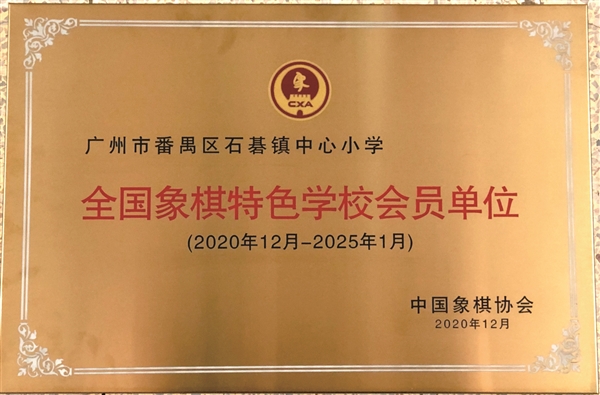 象
CXA
广州市番禺区石碁镇中心小学
全国象棋特色学校会员单位
(2020年12月-2025年1月)
中国象棋协会
2020年12月